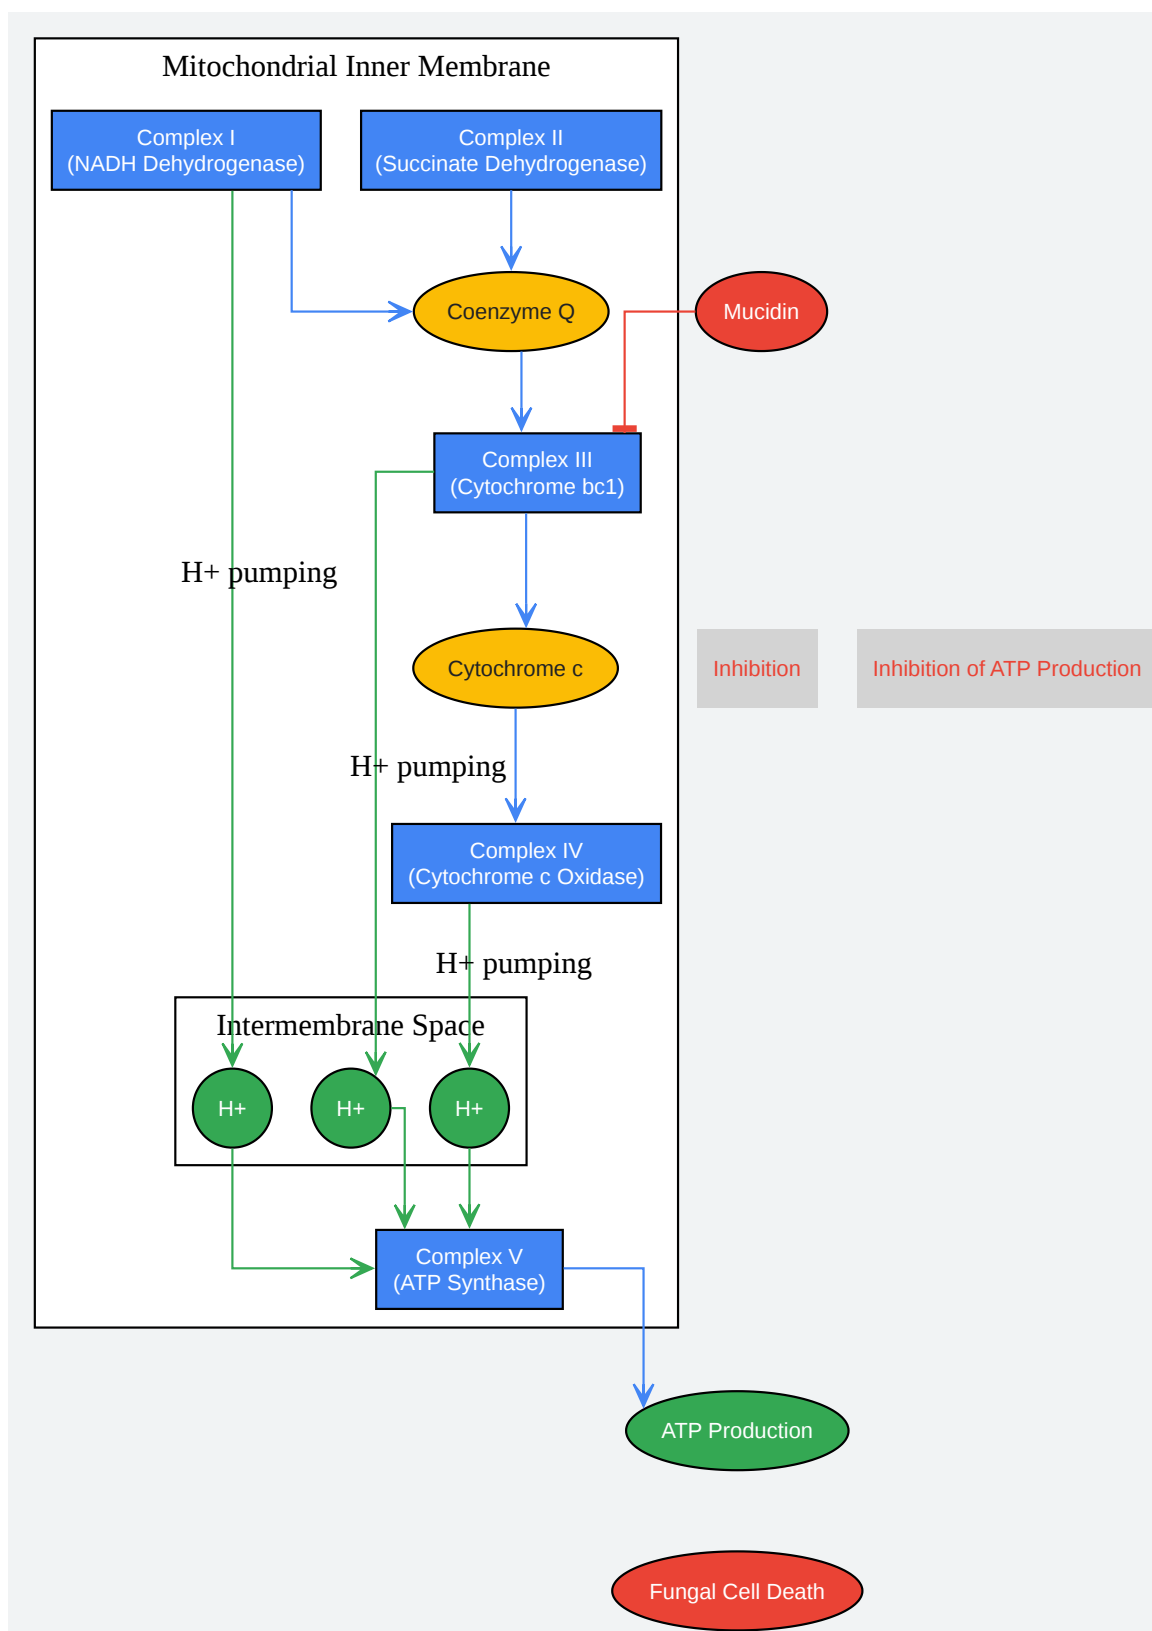 Mitochondrial Inner Membrane
Complex I
(NADH Dehydrogenase)
Complex II
(Succinate Dehydrogenase)
Coenzyme Q
Mucidin
Complex III
(Cytochrome bc1)
H+ pumping
Cytochrome c
Inhibition
Inhibition of ATP Production
H+ pumping
Complex IV
(Cytochrome c Oxidase)
H+ pumping
Intermembrane Space
H+
H+
H+
Complex V
(ATP Synthase)
ATP Production
Fungal Cell Death